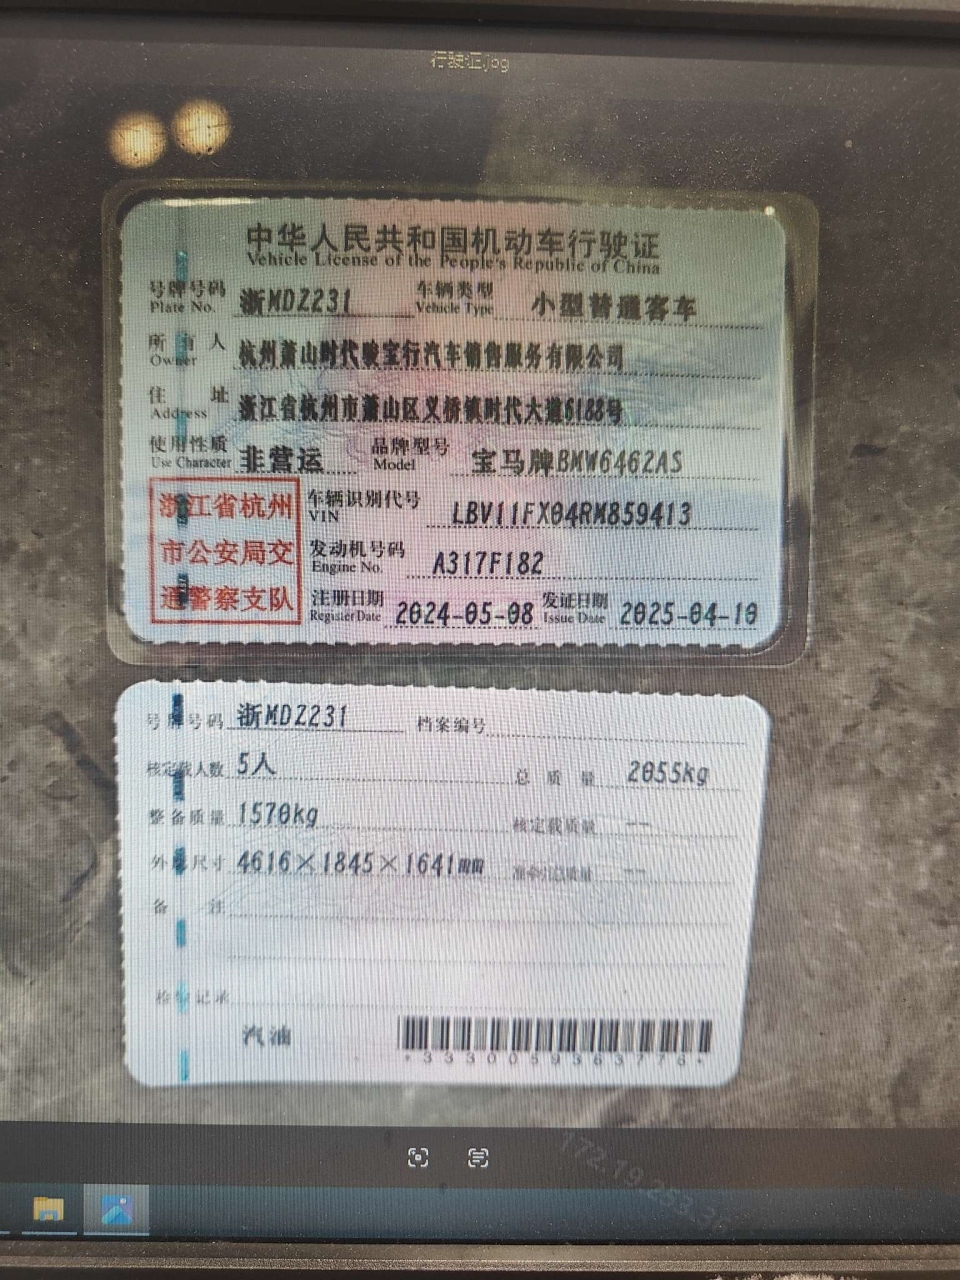 行驶证.jpg
中华人民共和国机动车行驶证
Vehicle License of the People's Republic of China
号牌号码 浙MDZ231 车辆类型 小型普通客车
Plate No. Vehicle Type
所有人 杭州萧山时代骏宝行汽车销售服务有限公司
Owner
住址 浙江省杭州市萧山区义桥镇时代大道6188号
Address
使用性质 非营运 品牌型号 宝马牌BMW6462AS
Use Character Model
浙江省杭州 车辆识别代号 LBV11FX04RM859413
VIN
市公安局交 发动机号码 A317F182
Engine No.
通警察支队 注册日期 2024-05-08 发证日期 2025-04-10
Register Date Issue Date
号牌号码 浙MDZ231 档案编号
核定载人数 5人 总质量 2055kg
整备质量 1570kg 核定载质量 --
外廓尺寸 4616×1845×1641mm 准牵引总质量 --
备注
检验记录
汽油
*3330059363776*
172.19.253.3